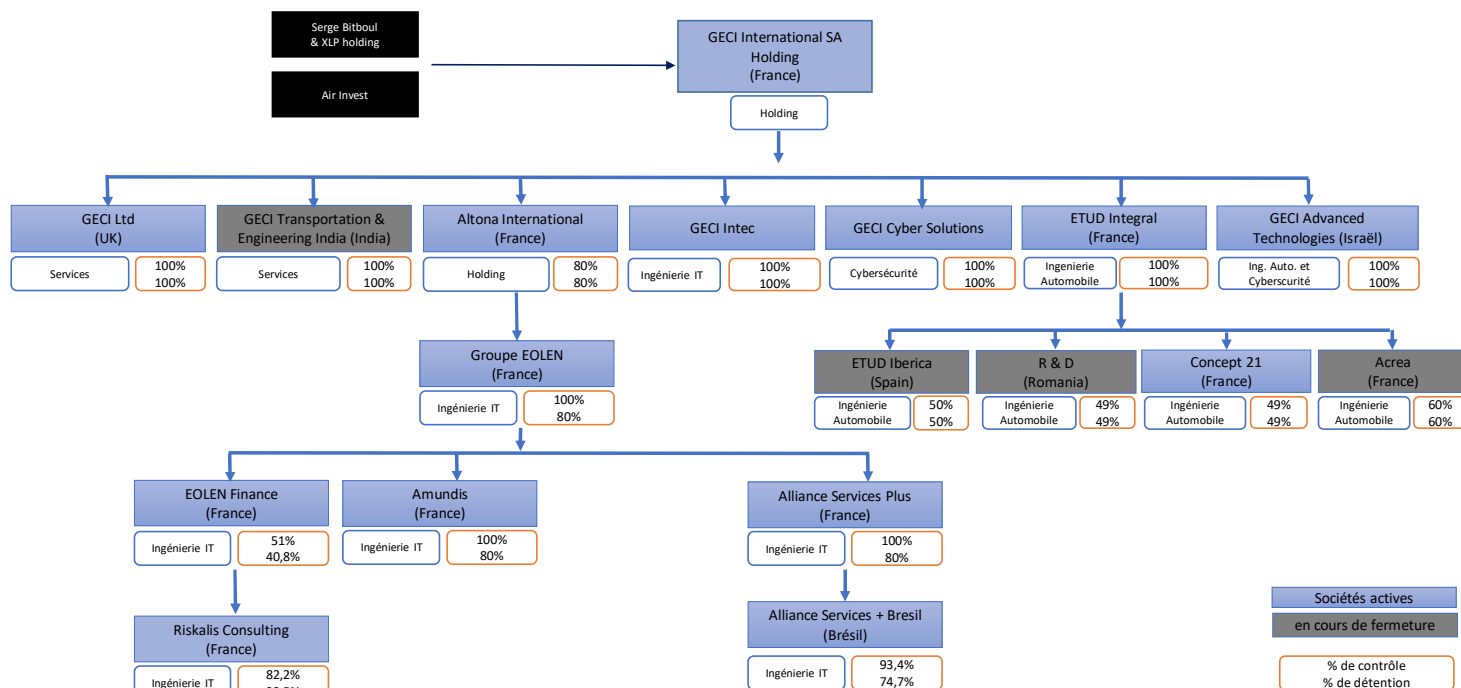 Serge Bitboul
& XLP holding
Air Invest
GECI International SA
Holding
(France)
Holding
GECI Ltd
(UK)
Services
100%
100%
GECI Transportation &
Engineering India (India)
Services
100%
100%
Altona International
(France)
Holding
80%
80%
GECI Intec
Ingénierie IT
100%
100%
GECI Cyber Solutions
Cybersécurité
100%
100%
ETUD Integral
(France)
Ingenierie
Automobile
100%
100%
GECI Advanced
Technologies (Israël)
Ing. Auto. et
Cyberscurité
100%
100%
Groupe EOLEN
(France)
Ingénierie IT
100%
80%
ETUD Iberica
(Spain)
Ingénierie
Automobile
50%
50%
R & D
(Romania)
Ingénierie
Automobile
49%
49%
Concept 21
(France)
Ingénierie
Automobile
49%
49%
Acrea
(France)
Ingénierie
Automobile
60%
60%
EOLEN Finance
(France)
Ingénierie IT
51%
40,8%
Amundis
(France)
Ingénierie IT
100%
80%
Alliance Services Plus
(France)
Ingénierie IT
100%
80%
Riskalis Consulting
(France)
Ingénierie IT
82,2%
Alliance Services + Bresil
(Brésil)
Ingénierie IT
93,4%
74,7%
Sociétés actives
en cours de fermeture
% de contrôle
% de détention